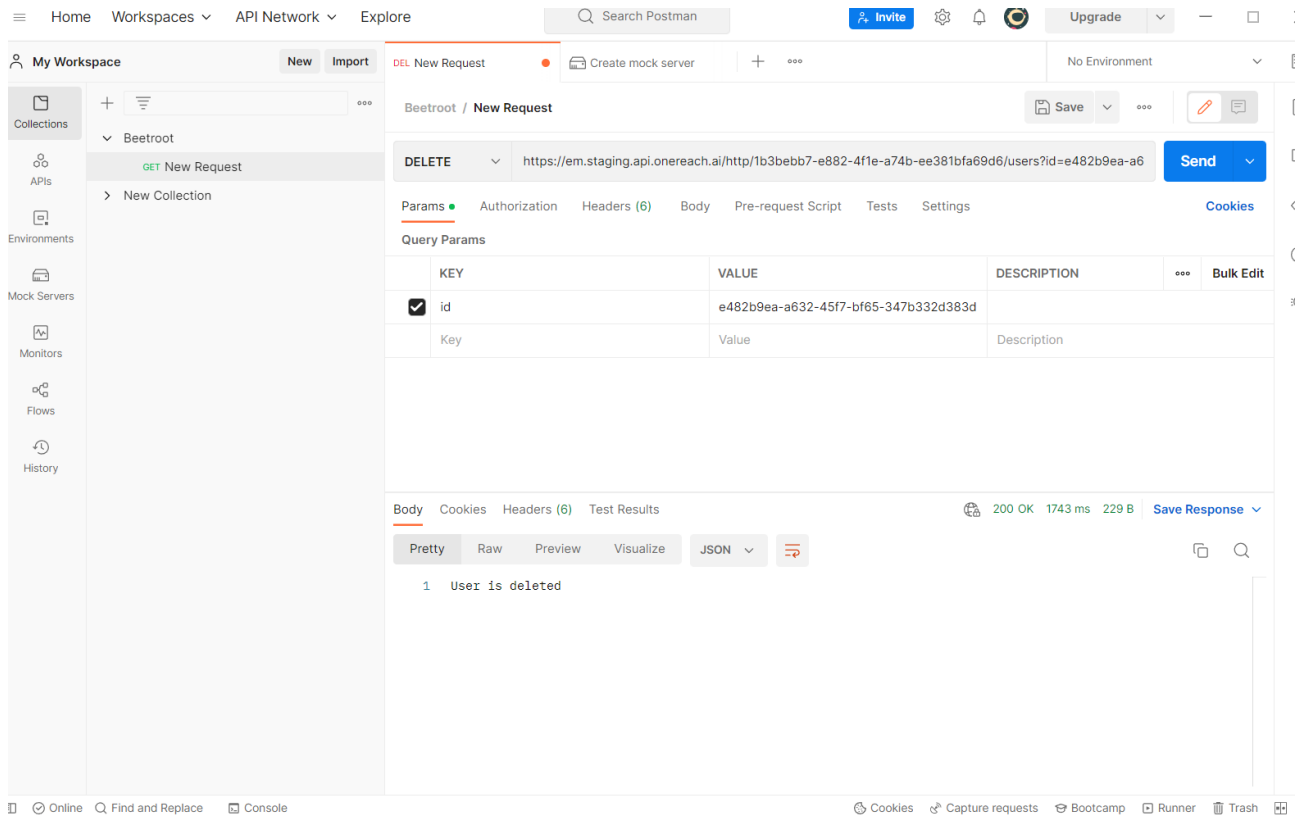 Home Workspaces API Network Explore Search Postman Invite Upgrade
My Workspace New Import DEL New Request Create mock server No Environment
Collections
APIs
Environments
Mock Servers
Monitors
Flows
History
Beetroot
GET New Request
New Collection
Beetroot / New Request Save
DELETE https://em.staging.api.onereach.ai/http/1b3bebb7-e882-4f1e-a74b-ee381bfa69d6/users?id=e482b9ea-a6 Send
Params Authorization Headers (6) Body Pre-request Script Tests Settings Cookies
Query Params
KEY VALUE DESCRIPTION Bulk Edit
id e482b9ea-a632-45f7-bf65-347b332d383d
Key Value Description
Body Cookies Headers (6) Test Results 200 OK 1743 ms 229 B Save Response
Pretty Raw Preview Visualize JSON
1 User is deleted
Online Find and Replace Console Cookies Capture requests Bootcamp Runner Trash